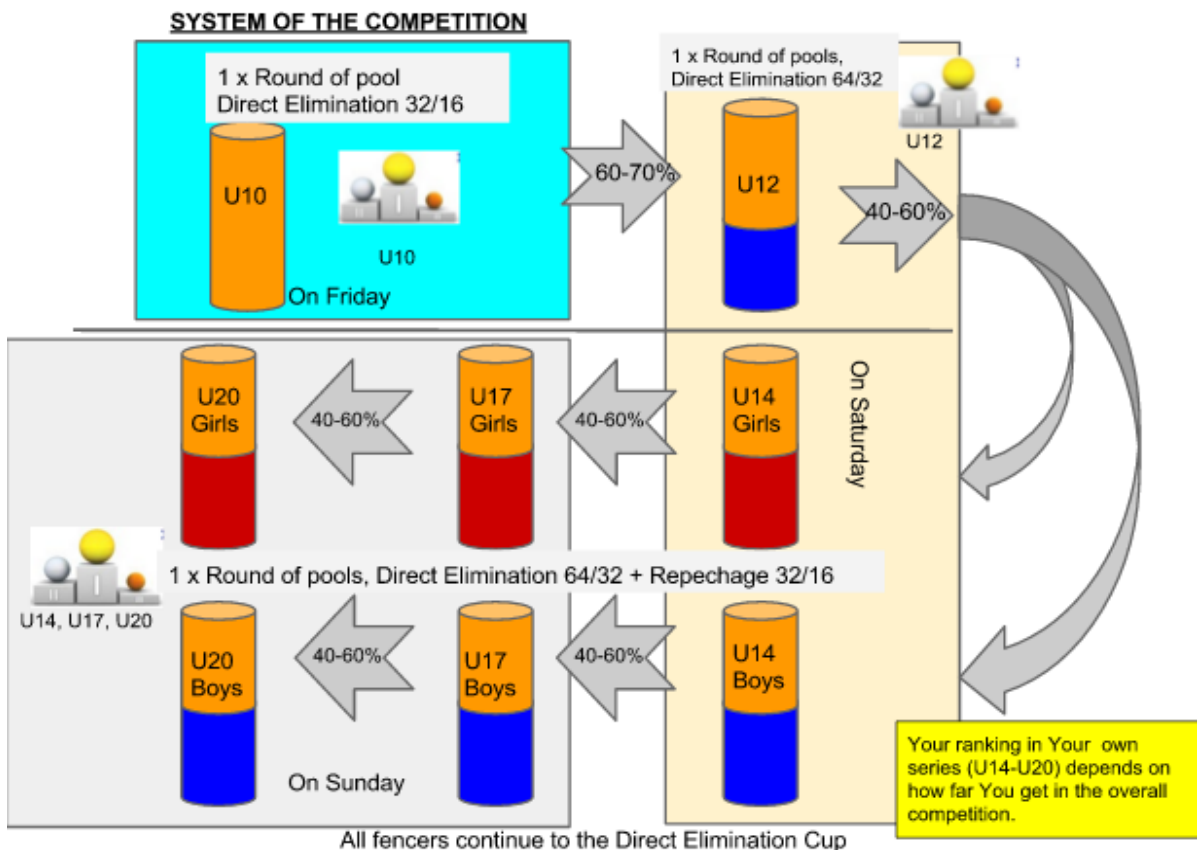 SYSTEM OF THE COMPETITION
1 x Round of pool
Direct Elimination 32/16
U10
U10
On Friday
60-70%
1 x Round of pools,
Direct Elimination 64/32
U12
U12
40-60%
On Saturday
U20
Girls
40-60%
U17
Girls
40-60%
U14
Girls
1 x Round of pools, Direct Elimination 64/32 + Repechage 32/16
U14, U17, U20
U20
Boys
40-60%
U17
Boys
40-60%
U14
Boys
On Sunday
Your ranking in Your own
series (U14-U20) depends on
how far You get in the overall
competition.
All fencers continue to the Direct Elimination Cup